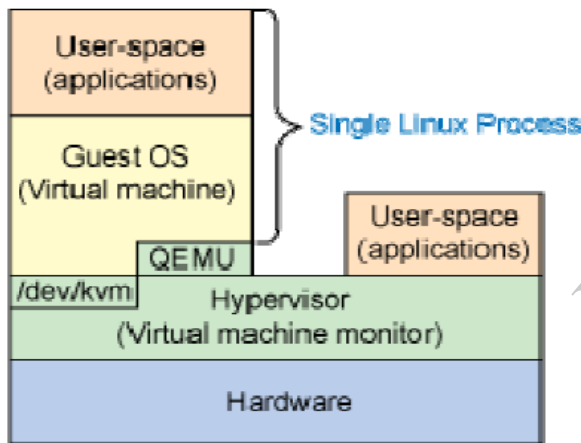 User-space
(applications)
Single Linux Process
Guest OS
(Virtual machine)
User-space
(applications)
QEMU
/dev/kvm
Hypervisor
(Virtual machine monitor)
Hardware